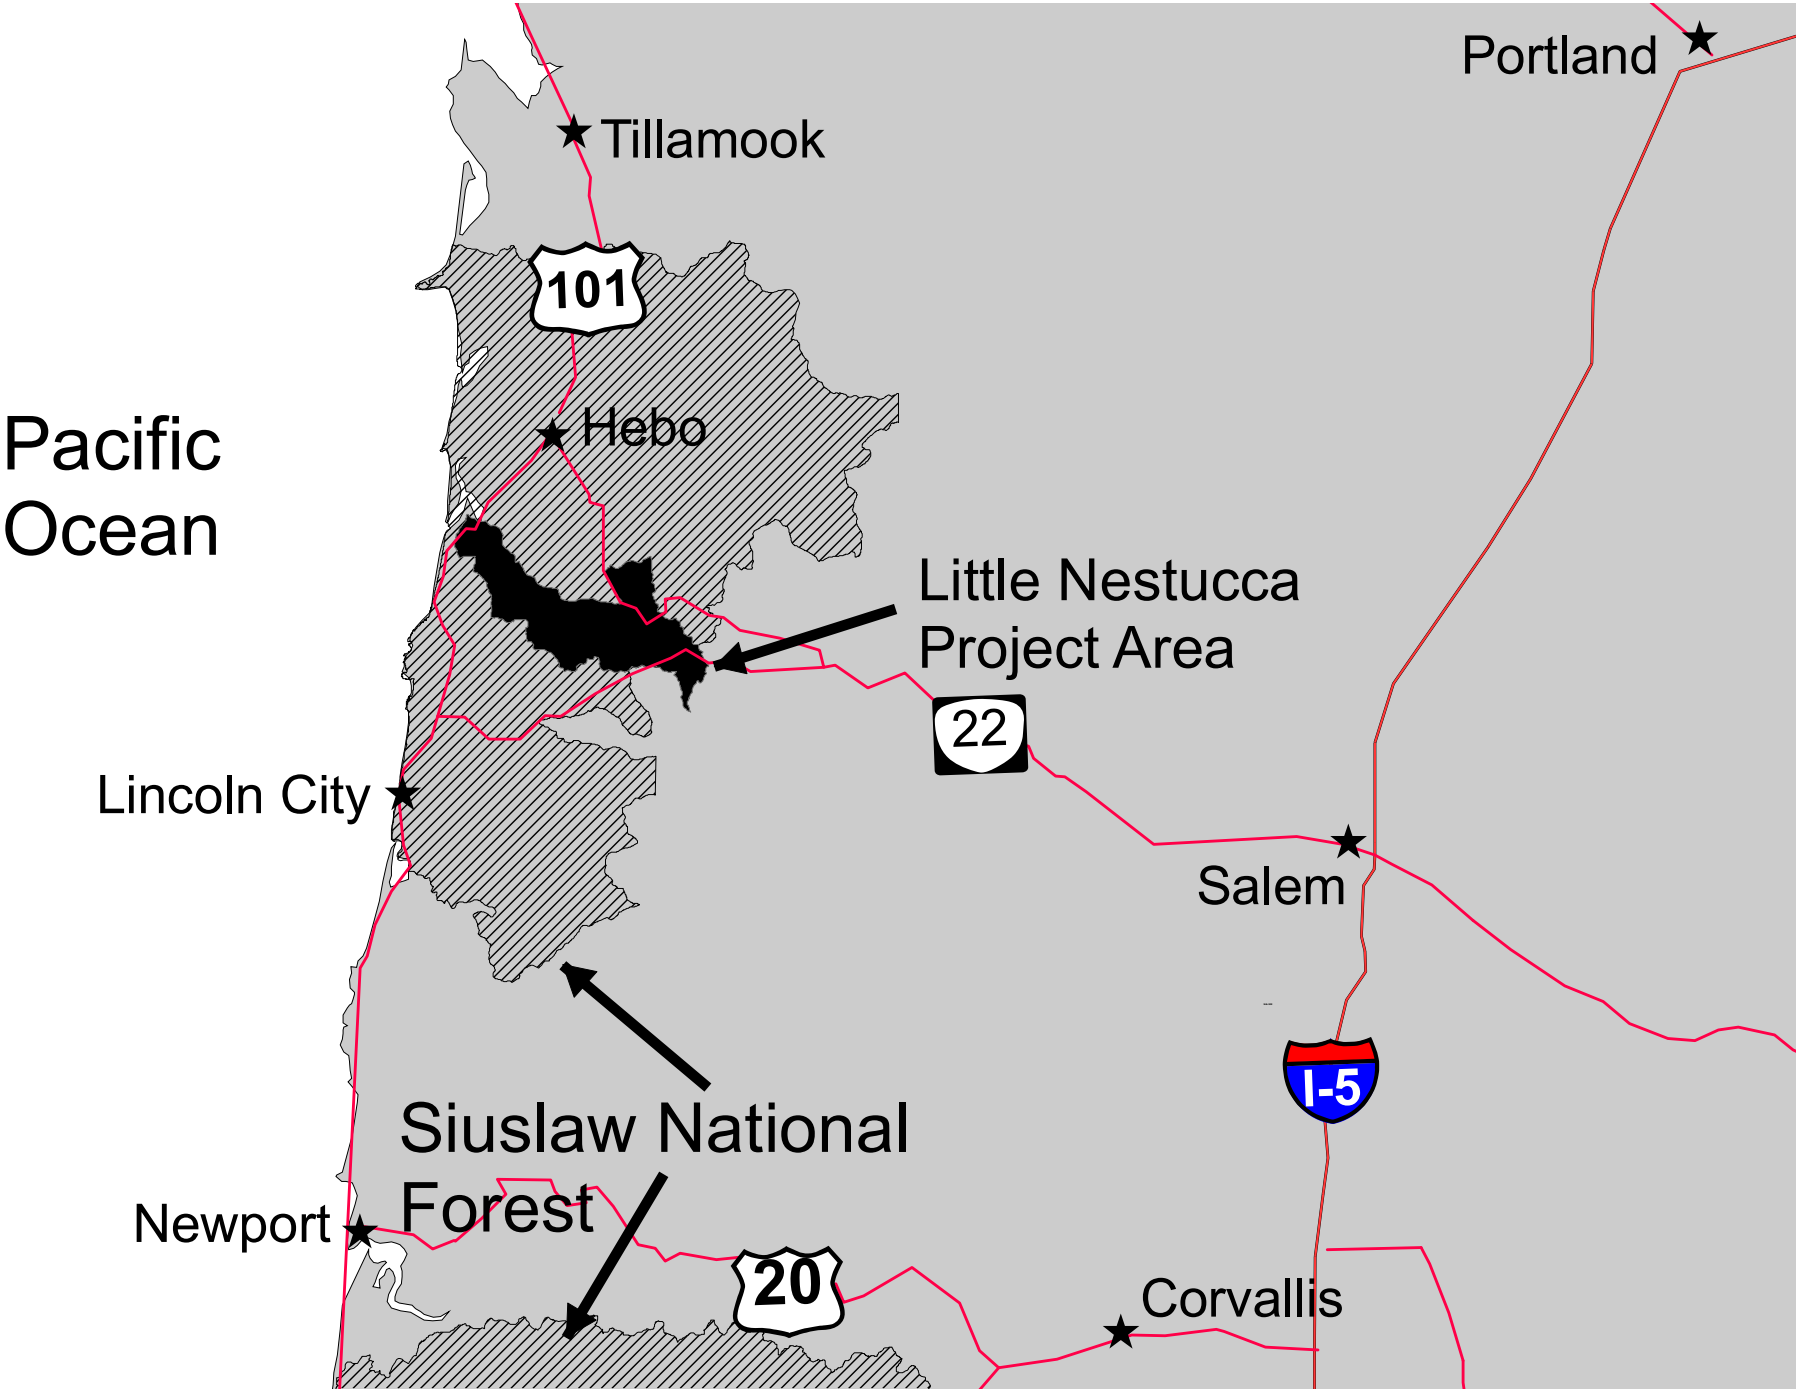 Portland
Tillamook
101
Hebo
Pacific
Ocean
Little Nestucca
Project Area
22
Lincoln City
Salem
I-5
Siuslaw National
Forest
Newport
20
Corvallis